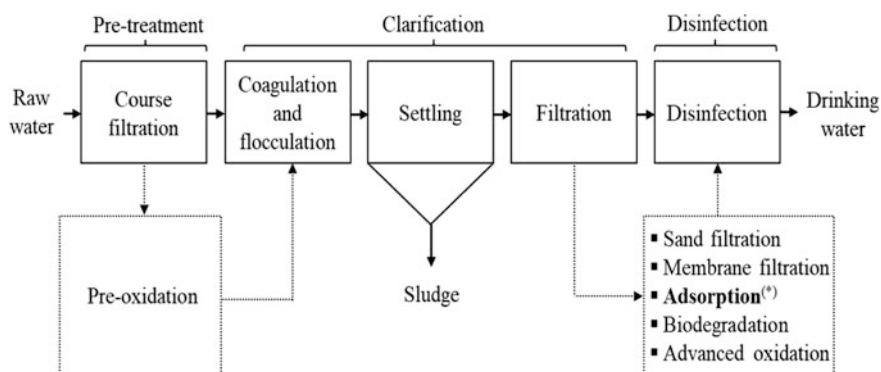 Pre-treatment
Clarification
Disinfection
Raw
water
Course
filtration
Coagulation
and
flocculation
Settling
Filtration
Disinfection
Drinking
water
Pre-oxidation
Sludge
▪ Sand filtration
▪ Membrane filtration
▪ Adsorption(*)
▪ Biodegradation
▪ Advanced oxidation